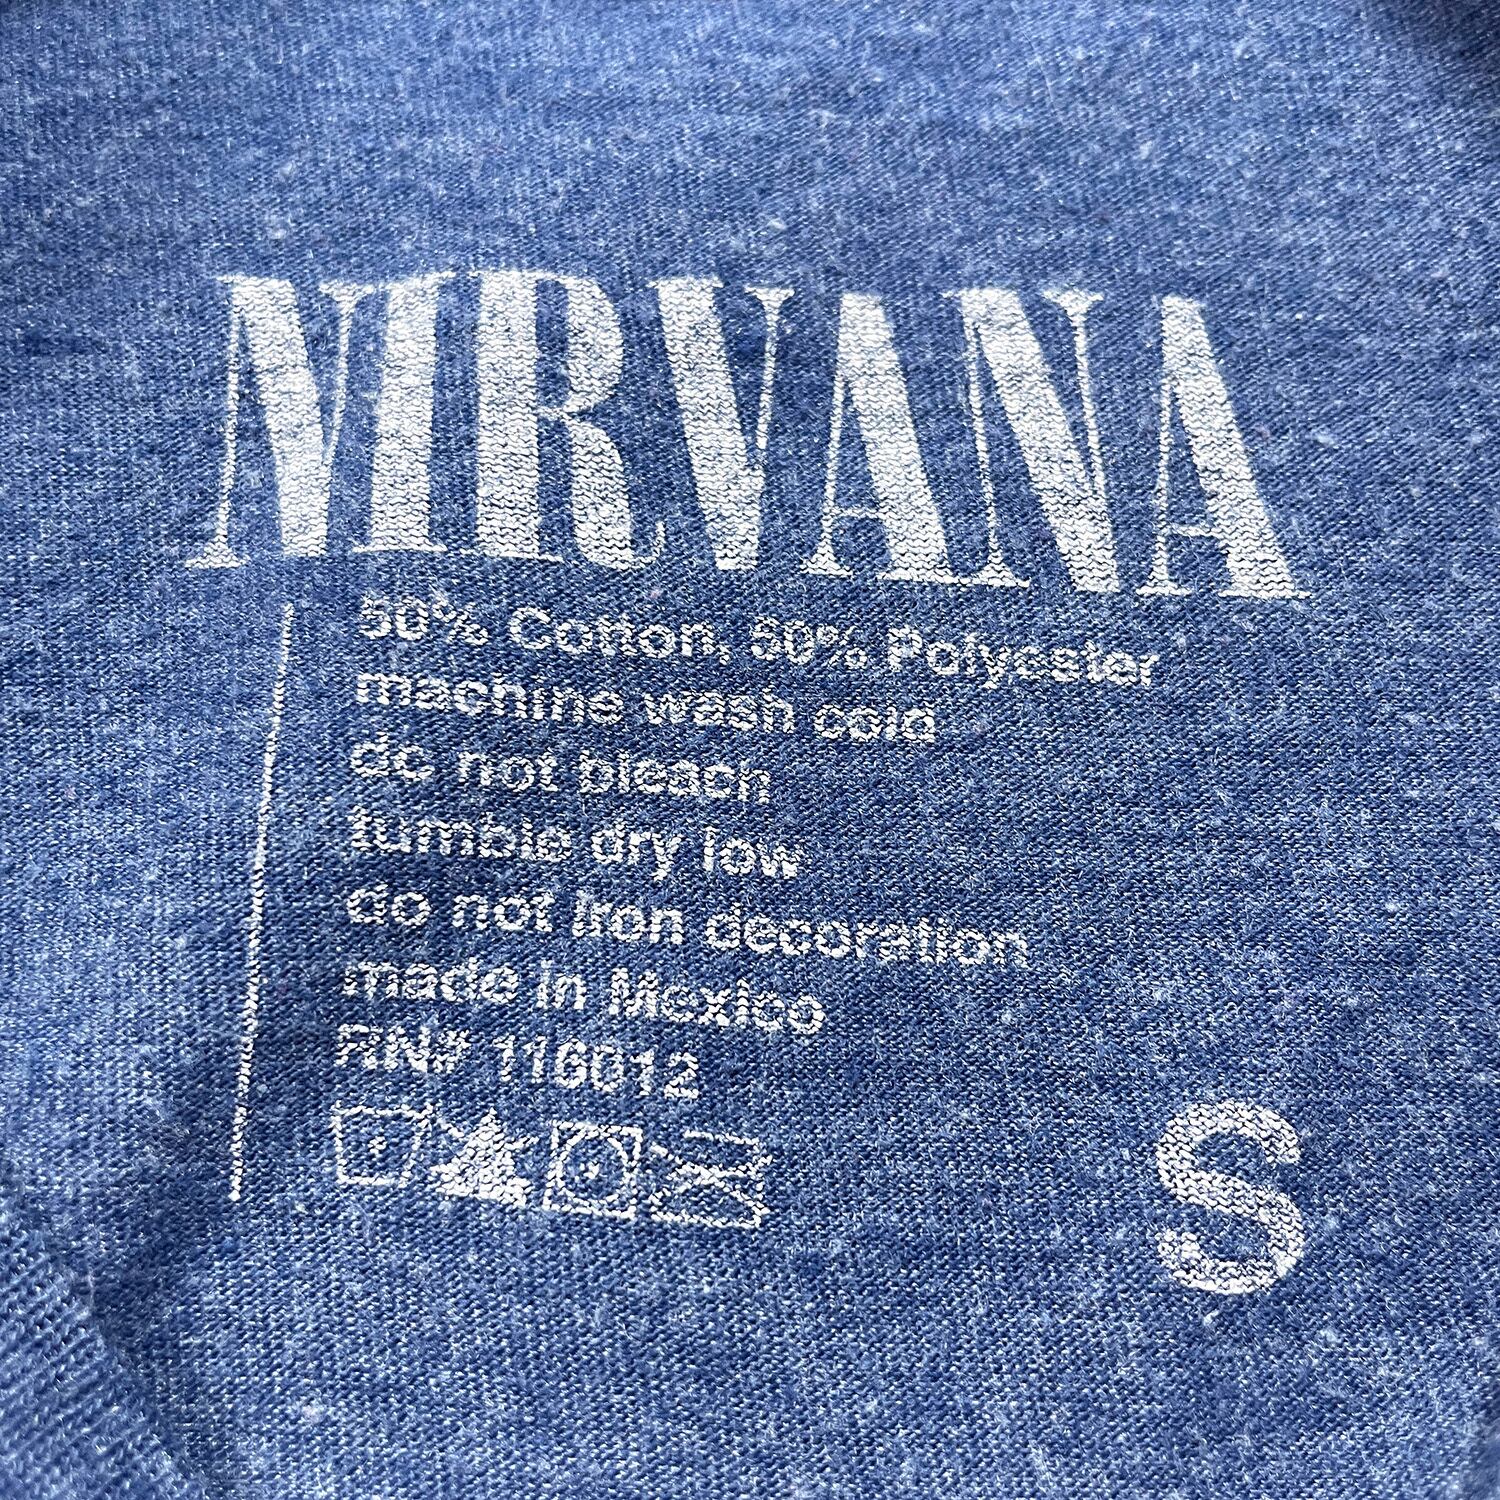 NIRVANA
50% Cotton, 50% Polyester
machine wash cold
do not bleach
tumble dry low
do not iron decoration
made in Mexico
RN# 116012
S